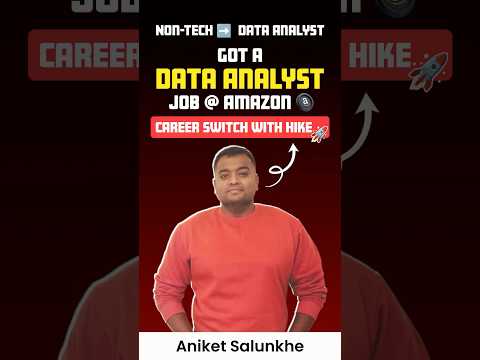 NON-TECH ➡️ DATA ANALYST
GOT A
DATA ANALYST
JOB @ AMAZON a
CAREER SWITCH WITH HIKE 🚀
Aniket Salunkhe